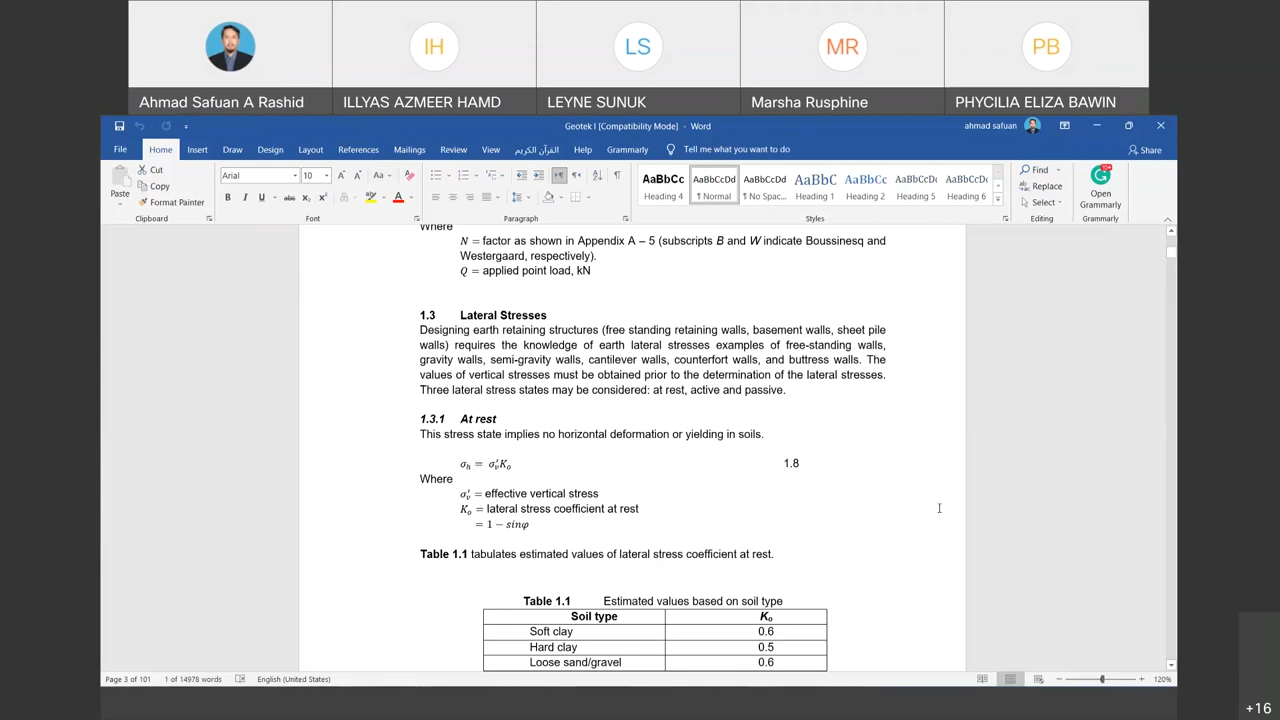 IH
LS
MR
PB
Ahmad Safuan A Rashid
ILLYAS AZMEER HAMD
LEYNE SUNUK
Marsha Rusphine
PHYCILIA ELIZA BAWIN
Geotek I [Compatibility Mode] - Word
ahmad safuan
File Home Insert Draw Design Layout References Mailings Review View القرآن الكريم Help Grammarly Tell me what you want to do Share
Paste
Cut
Copy
Format Painter
Clipboard
Arial 10
B I U abc x₂ x²
Font
Paragraph
AaBbCc AaBbCcDd AaBbCcDd AaBbC AaBbCc AaBbCcDd AaBbCcD
Heading 4 ¶ Normal ¶ No Spac... Heading 1 Heading 2 Heading 5 Heading 6
Styles
Find
Replace
Select
Editing
Open
Grammarly
Grammarly
Where
N = factor as shown in Appendix A – 5 (subscripts B and W indicate Boussinesq and
Westergaard, respectively).
Q = applied point load, kN
1.3 Lateral Stresses
Designing earth retaining structures (free standing retaining walls, basement walls, sheet pile
walls) requires the knowledge of earth lateral stresses examples of free-standing walls,
gravity walls, semi-gravity walls, cantilever walls, counterfort walls, and buttress walls. The
values of vertical stresses must be obtained prior to the determination of the lateral stresses.
Three lateral stress states may be considered: at rest, active and passive.
1.3.1 At rest
This stress state implies no horizontal deformation or yielding in soils.
σₕ = σᵥ′Kₒ 1.8
Where
σᵥ′ = effective vertical stress
Kₒ = lateral stress coefficient at rest
= 1 − sinφ
Table 1.1 tabulates estimated values of lateral stress coefficient at rest.
Table 1.1 Estimated values based on soil type
Soil type Kₒ
Soft clay 0.6
Hard clay 0.5
Loose sand/gravel 0.6
Page 3 of 101 1 of 14978 words English (United States) 120%
+16